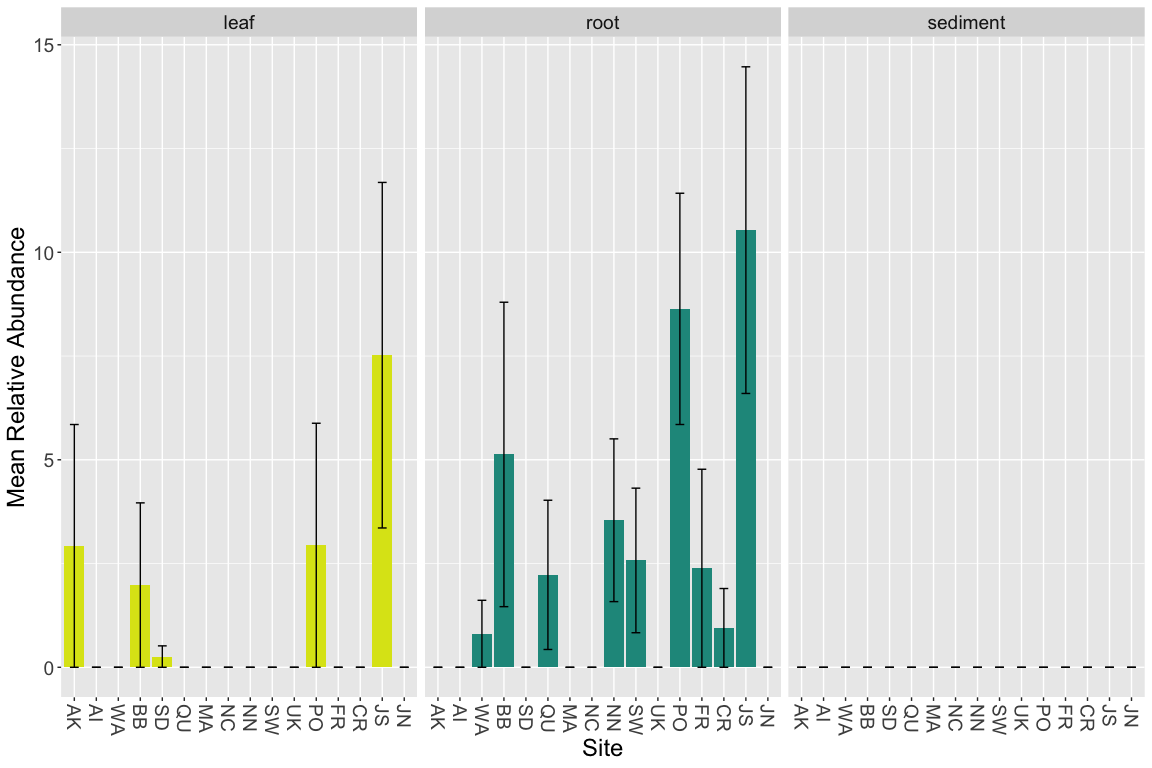 leaf root sediment
Mean Relative Abundance
15
10
5
0
AK AI WA BB SD QU MA NC NN SW UK PO FR CR JS JN
AK AI WA BB SD QU MA NC NN SW UK PO FR CR JS JN
AK AI WA BB SD QU MA NC NN SW UK PO FR CR JS JN
Site